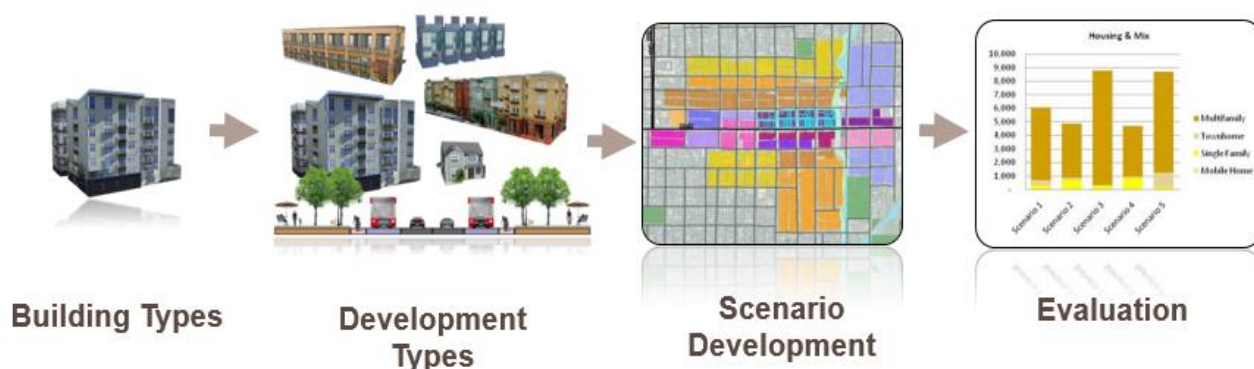 Housing & Mix
10,000
9,000
8,000
7,000
6,000
5,000
4,000
3,000
2,000
1,000
-
Multifamily
Townhome
Single Family
Mobile Home
Scenario 1
Scenario 2
Scenario 3
Scenario 4
Scenario 5
Building Types
Development
Types
Scenario
Development
Evaluation